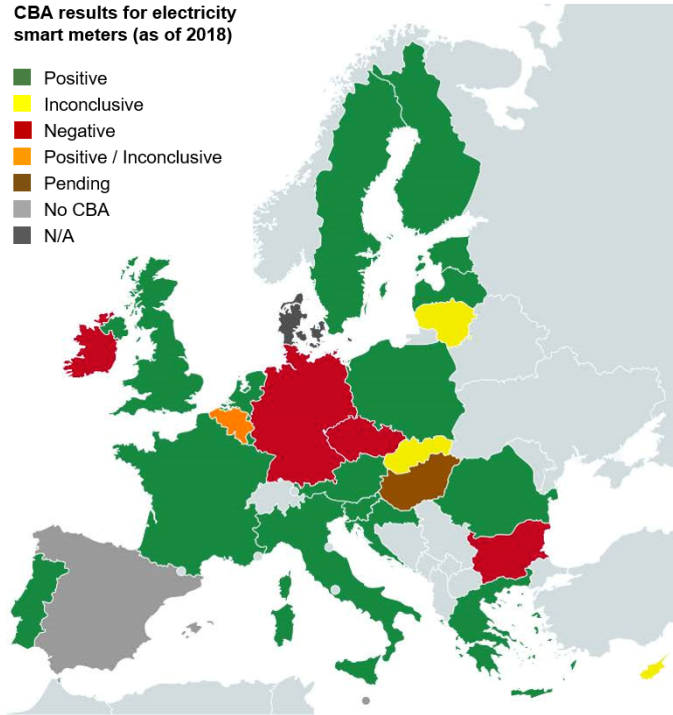 CBA results for electricity
smart meters (as of 2018)
Positive
Inconclusive
Negative
Positive / Inconclusive
Pending
No CBA
N/A